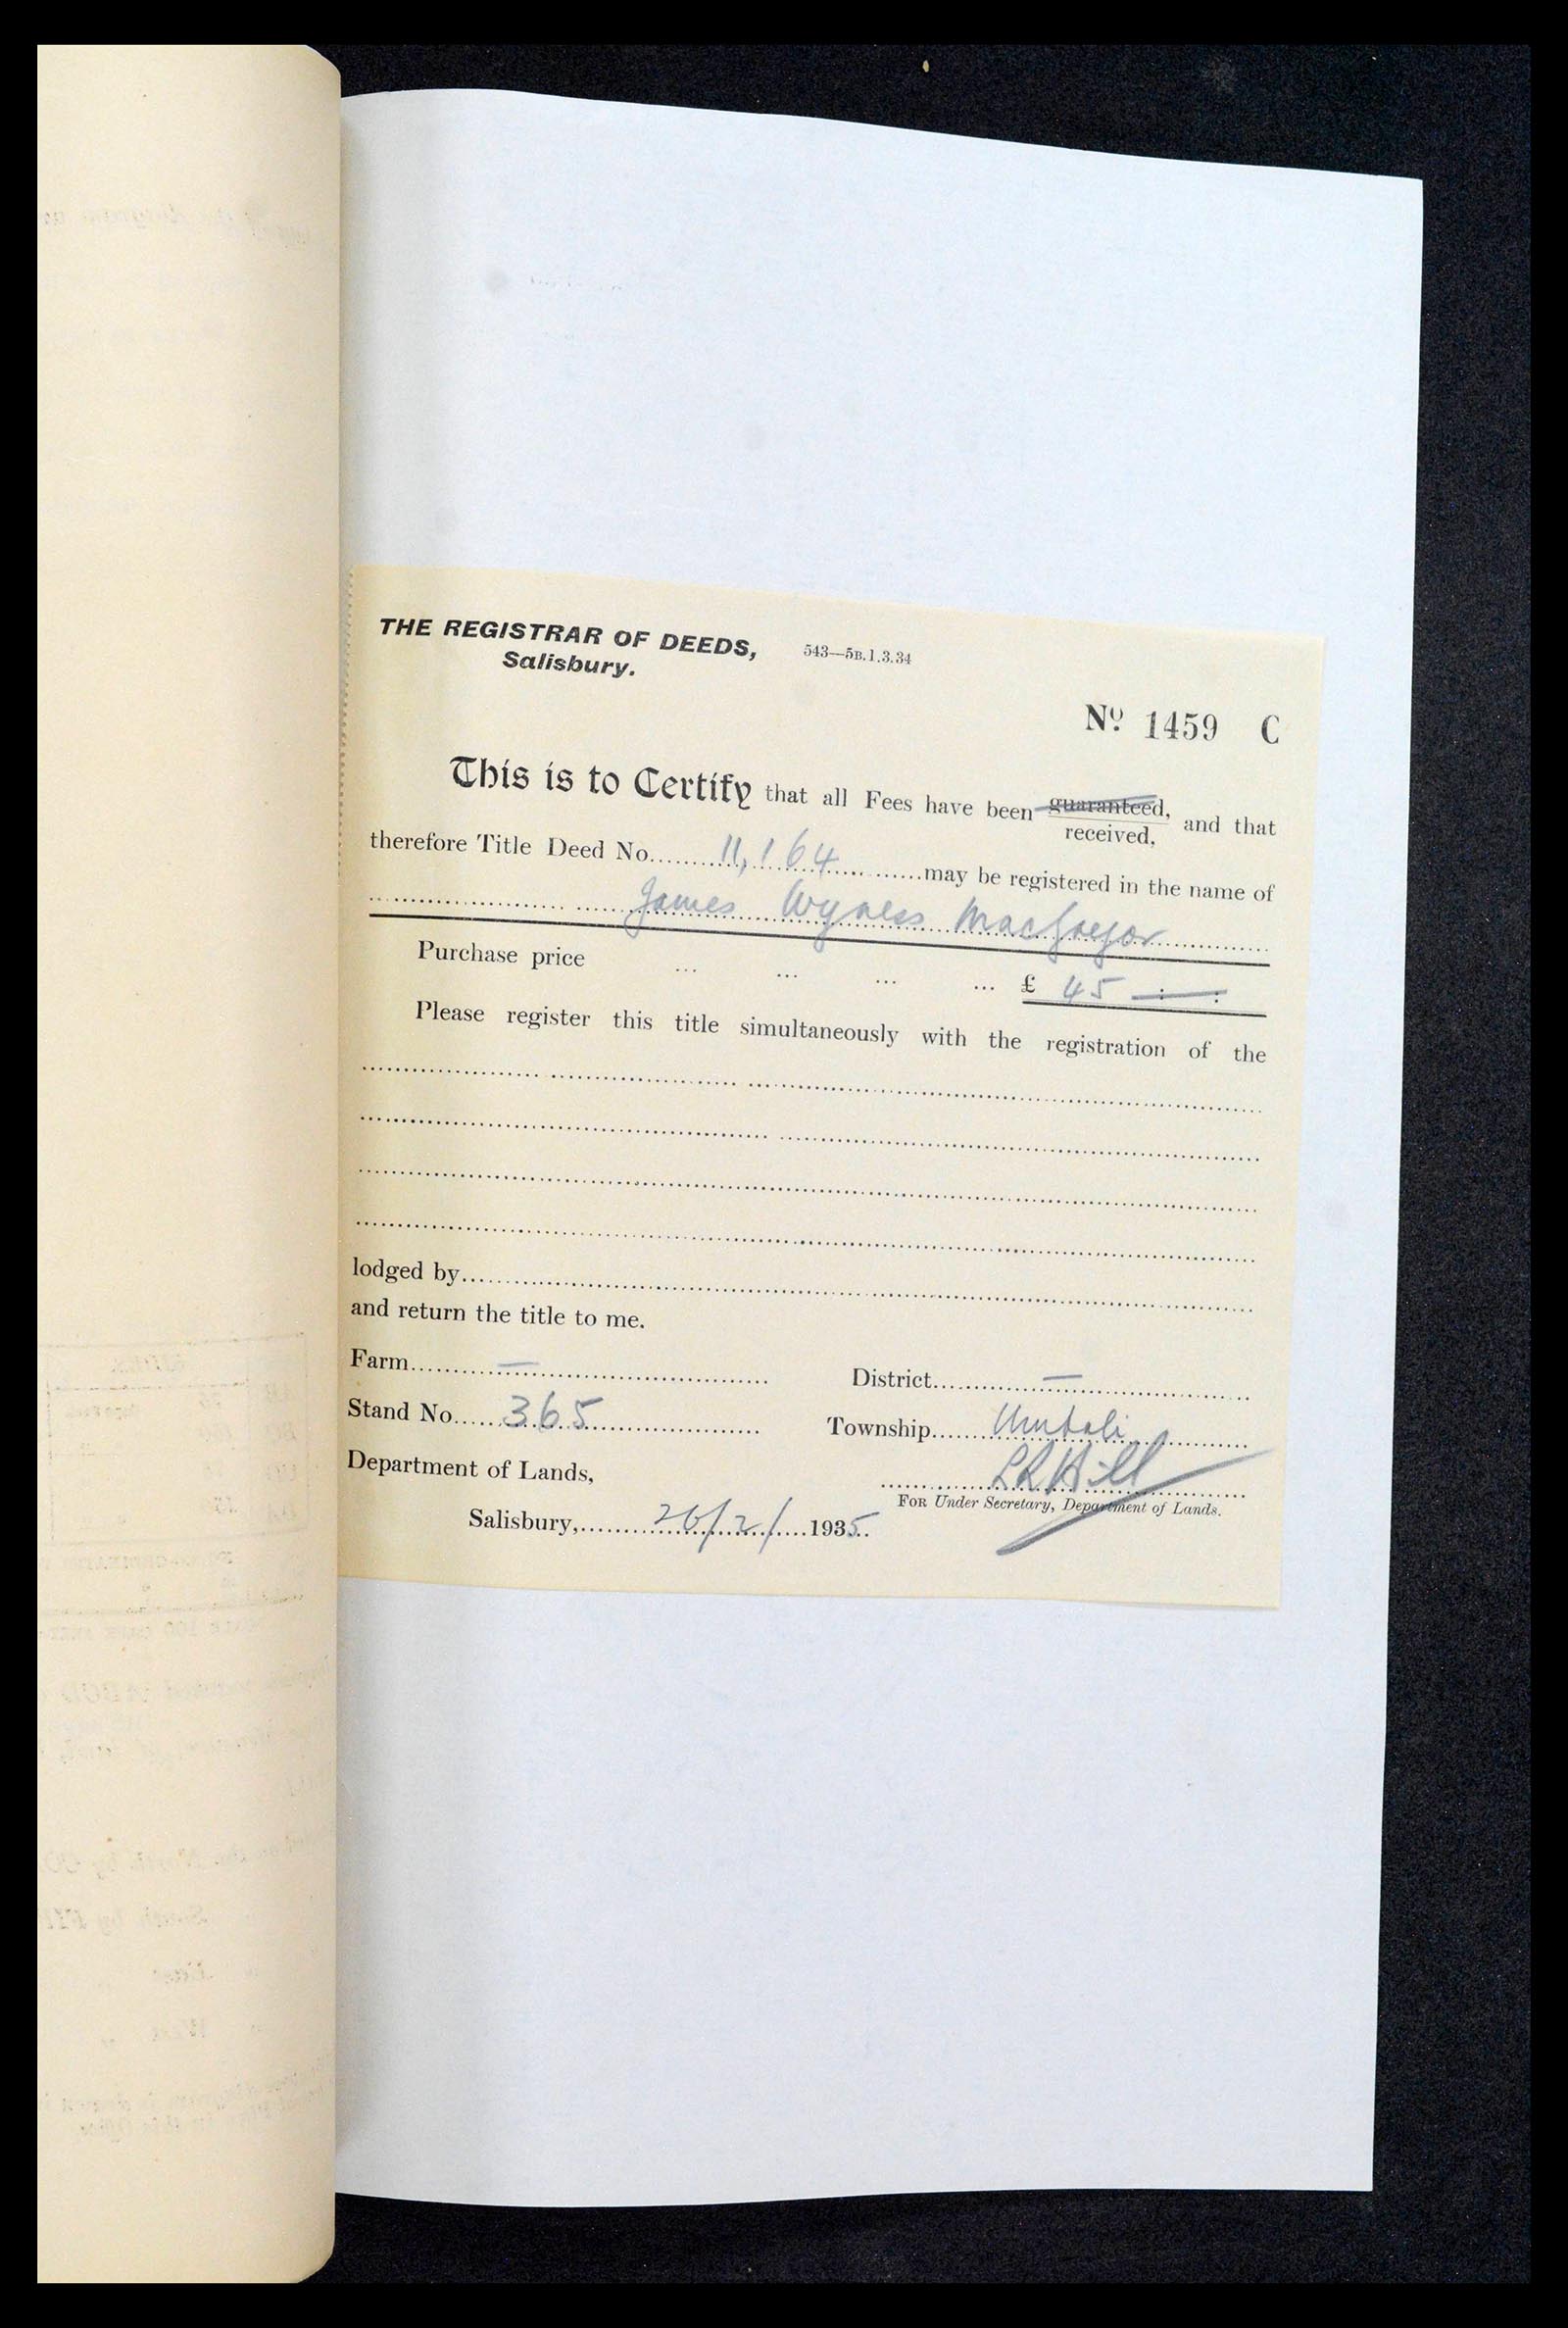 THE REGISTRAR OF DEEDS,
Salisbury.
543—5B.1.3.34
Nº 1459 C
This is to Certify that all Fees have been guaranteed,
received, and that
therefore Title Deed No. 11,164 may be registered in the name of
James Wyness MacGregor
Purchase price ... ... ... ... £ 45 — : — :
Please register this title simultaneously with the registration of the
lodged by
and return the title to me.
Farm — District —
Stand No. 365 Township Umtali
Department of Lands, LR Hill
FOR Under Secretary, Department of Lands.
Salisbury, 26/2/1935.